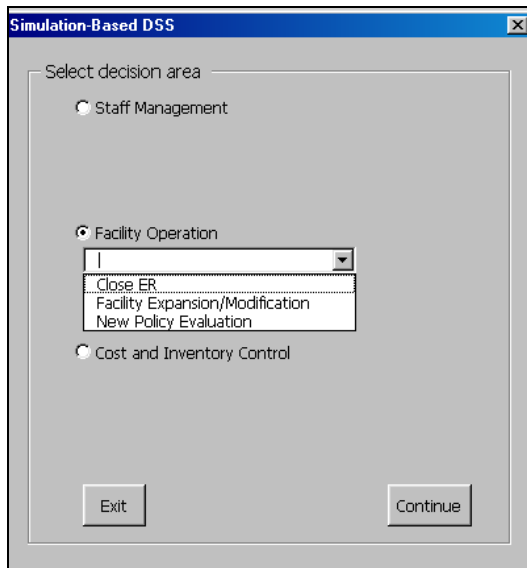 Simulation-Based DSS
Select decision area
Staff Management
Facility Operation
Close ER
Facility Expansion/Modification
New Policy Evaluation
Cost and Inventory Control
Exit
Continue